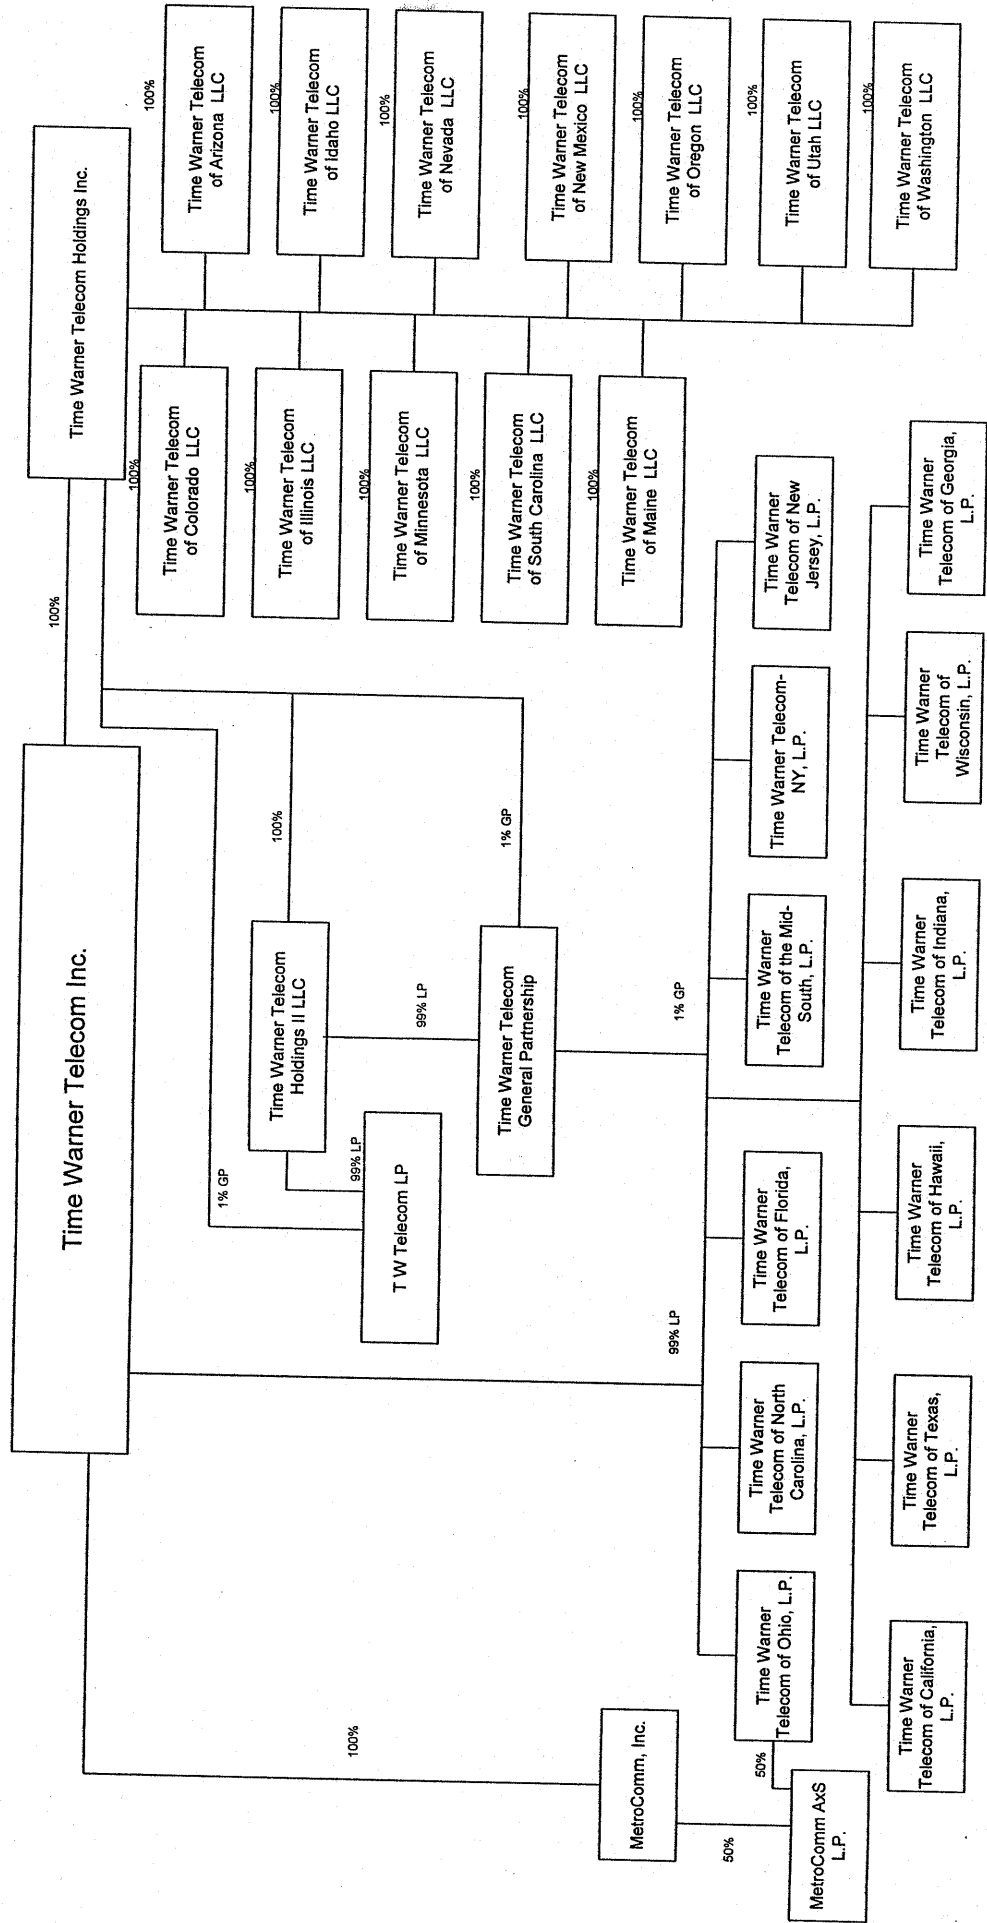 Time Warner Telecom Inc.
100%
Time Warner Telecom Holdings Inc.
100%
Time Warner Telecom
of Colorado LLC
100%
Time Warner Telecom
of Arizona LLC
100%
Time Warner Telecom
of Illinois LLC
100%
Time Warner Telecom
of Idaho LLC
100%
Time Warner Telecom
of Minnesota LLC
100%
Time Warner Telecom
of Nevada LLC
100%
Time Warner Telecom
of South Carolina LLC
100%
Time Warner Telecom
of New Mexico LLC
100%
Time Warner Telecom
of Maine LLC
100%
Time Warner Telecom
of Oregon LLC
100%
Time Warner Telecom
of Utah LLC
100%
Time Warner Telecom
of Washington LLC
100%
1% GP
100%
Time Warner Telecom
Holdings II LLC
99% LP
T W Telecom LP
99% LP
1% GP
Time Warner Telecom
General Partnership
100%
MetroComm, Inc.
99% LP
1% GP
Time Warner
Telecom of Ohio, L.P.
Time Warner
Telecom of North
Carolina, L.P.
Time Warner
Telecom of Florida,
L.P.
Time Warner
Telecom of the Mid-
South, L.P.
Time Warner Telecom-
NY, L.P.
Time Warner
Telecom of New
Jersey, L.P.
50%
50%
MetroComm AxS
L.P.
Time Warner
Telecom of California,
L.P.
Time Warner
Telecom of Texas,
L.P.
Time Warner
Telecom of Hawaii,
L.P.
Time Warner
Telecom of Indiana,
L.P.
Time Warner
Telecom of
Wisconsin, L.P.
Time Warner
Telecom of Georgia,
L.P.